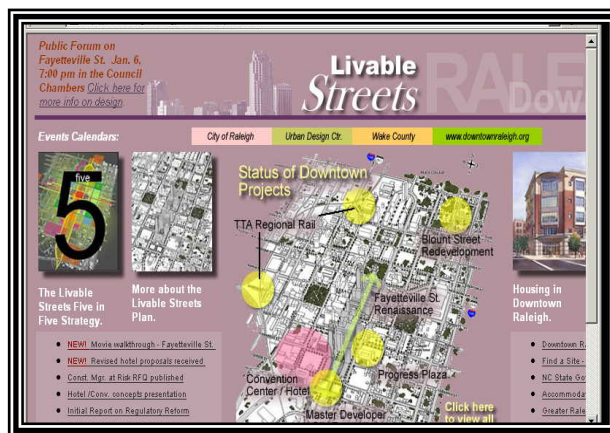 Public Forum on
Fayetteville St. Jan. 6,
7:00 pm in the Council
Chambers Click here for
more info on design.
Livable
Streets
RALE
Dow
Events Calendars:
City of Raleigh
Urban Design Ctr.
Wake County
www.downtownraleigh.org
five
5
The Livable
Streets Five in
Five Strategy.
More about the
Livable Streets
Plan.
Status of Downtown
Projects
TTA Regional Rail
Blount Street
Redevelopment
Fayetteville St.
Renaissance
Convention
Center / Hotel
Progress Plaza
Master Developer
Click here
to view all
Housing in
Downtown
Raleigh.
NEW! Movie walkthrough - Fayetteville St.
NEW! Revised hotel proposals received
Const. Mgr. at Risk RFQ published
Hotel /Conv. concepts presentation
Initial Report on Regulatory Reform
Downtown R
Find a Site -
NC State Go
Accommoda
Greater Rale